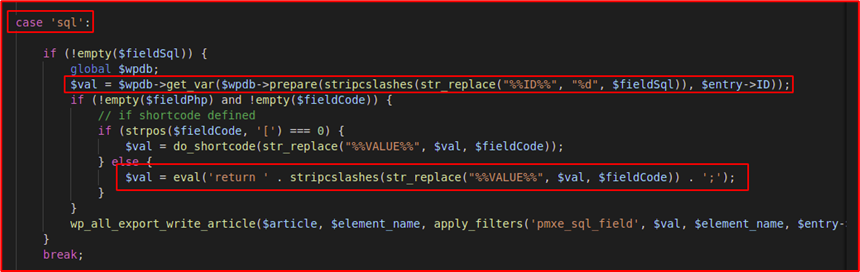 case 'sql':
if (!empty($fieldSql)) {
global $wpdb;
$val = $wpdb->get_var($wpdb->prepare(stripcslashes(str_replace("%%ID%%", "%d", $fieldSql)), $entry->ID));
if (!empty($fieldPhp) and !empty($fieldCode)) {
// if shortcode defined
if (strpos($fieldCode, '[') === 0) {
$val = do_shortcode(str_replace("%%VALUE%%", $val, $fieldCode));
} else {
$val = eval('return ' . stripcslashes(str_replace("%%VALUE%%", $val, $fieldCode)) . ';');
}
}
wp_all_export_write_article($article, $element_name, apply_filters('pmxe_sql_field', $val, $element_name, $entry-
}
break;